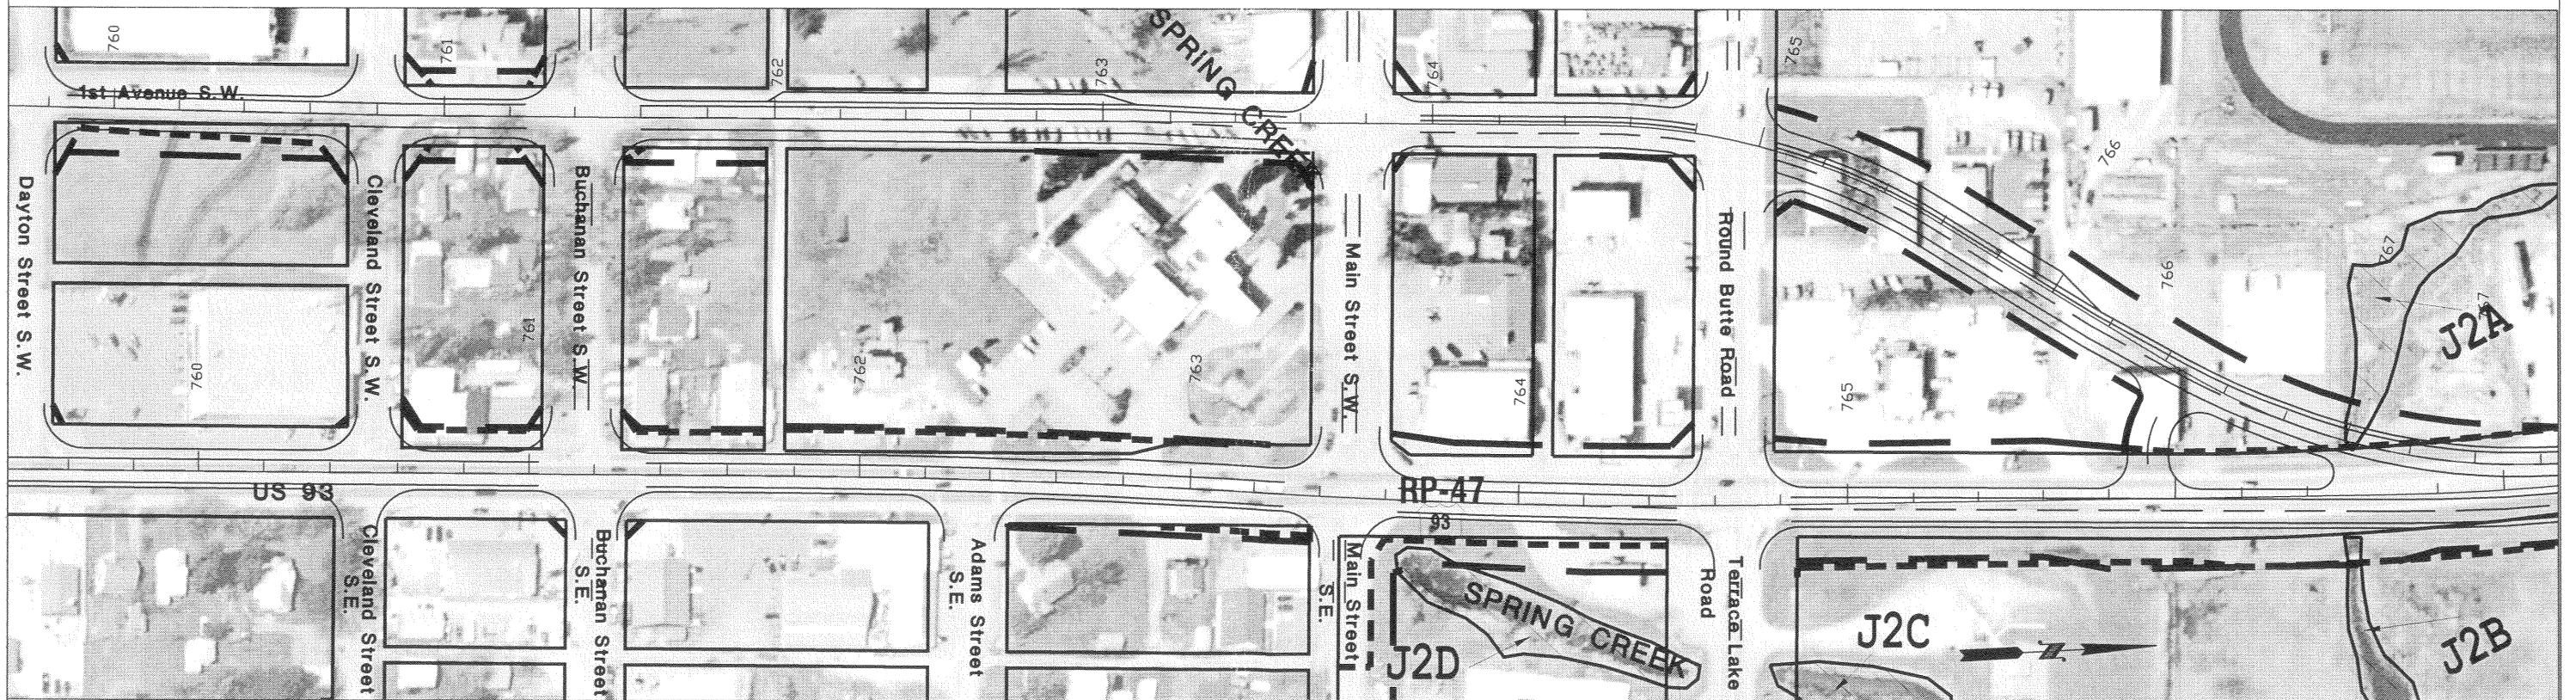 760
761
762
763
SPRING
CREEK
764
765
1st Avenue S.W.
766
Dayton Street S.W.
Cleveland Street S.W.
Buchanan Street S.W.
Main Street S.W.
Round Butte Road
760
761
762
763
764
765
766
767
67
J2A
US 93
RP-47
93
Cleveland Street
S.E.
Buchanan Street
S.E.
Adams Street
S.E.
Main Street
S.E.
SPRING CREEK
J2D
Terrace Lake
Road
J2C
J2B